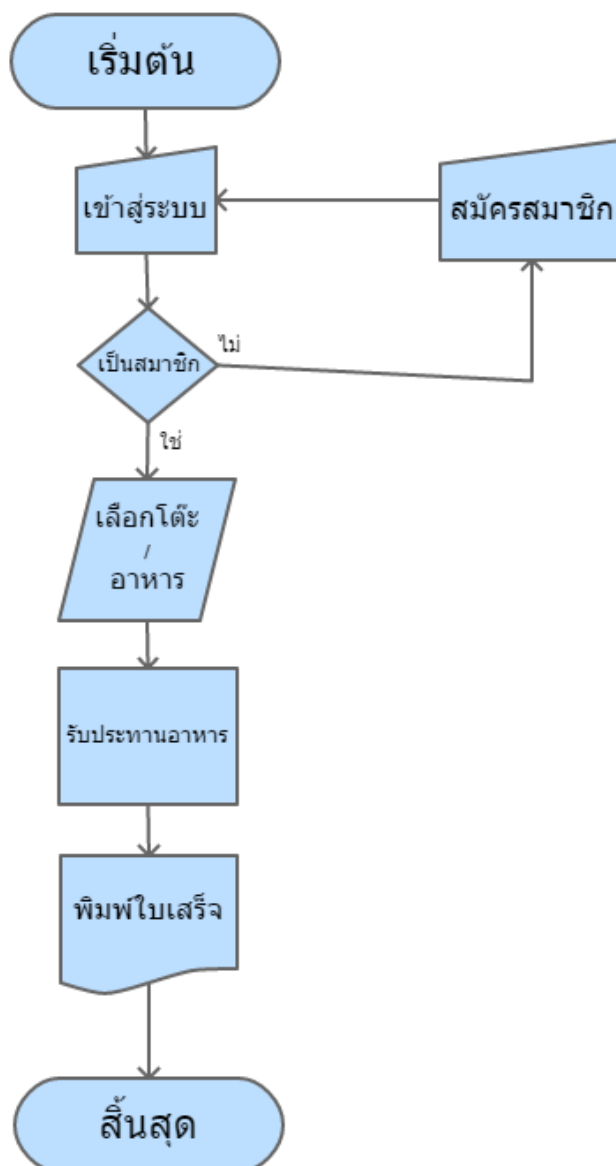 เริ่มต้น
เข้าสู่ระบบ
สมัครสมาชิก
เป็นสมาชิก
ไม่
ใช่
เลือกโต๊ะ
/
อาหาร
รับประทานอาหาร
พิมพ์ใบเสร็จ
สิ้นสุด